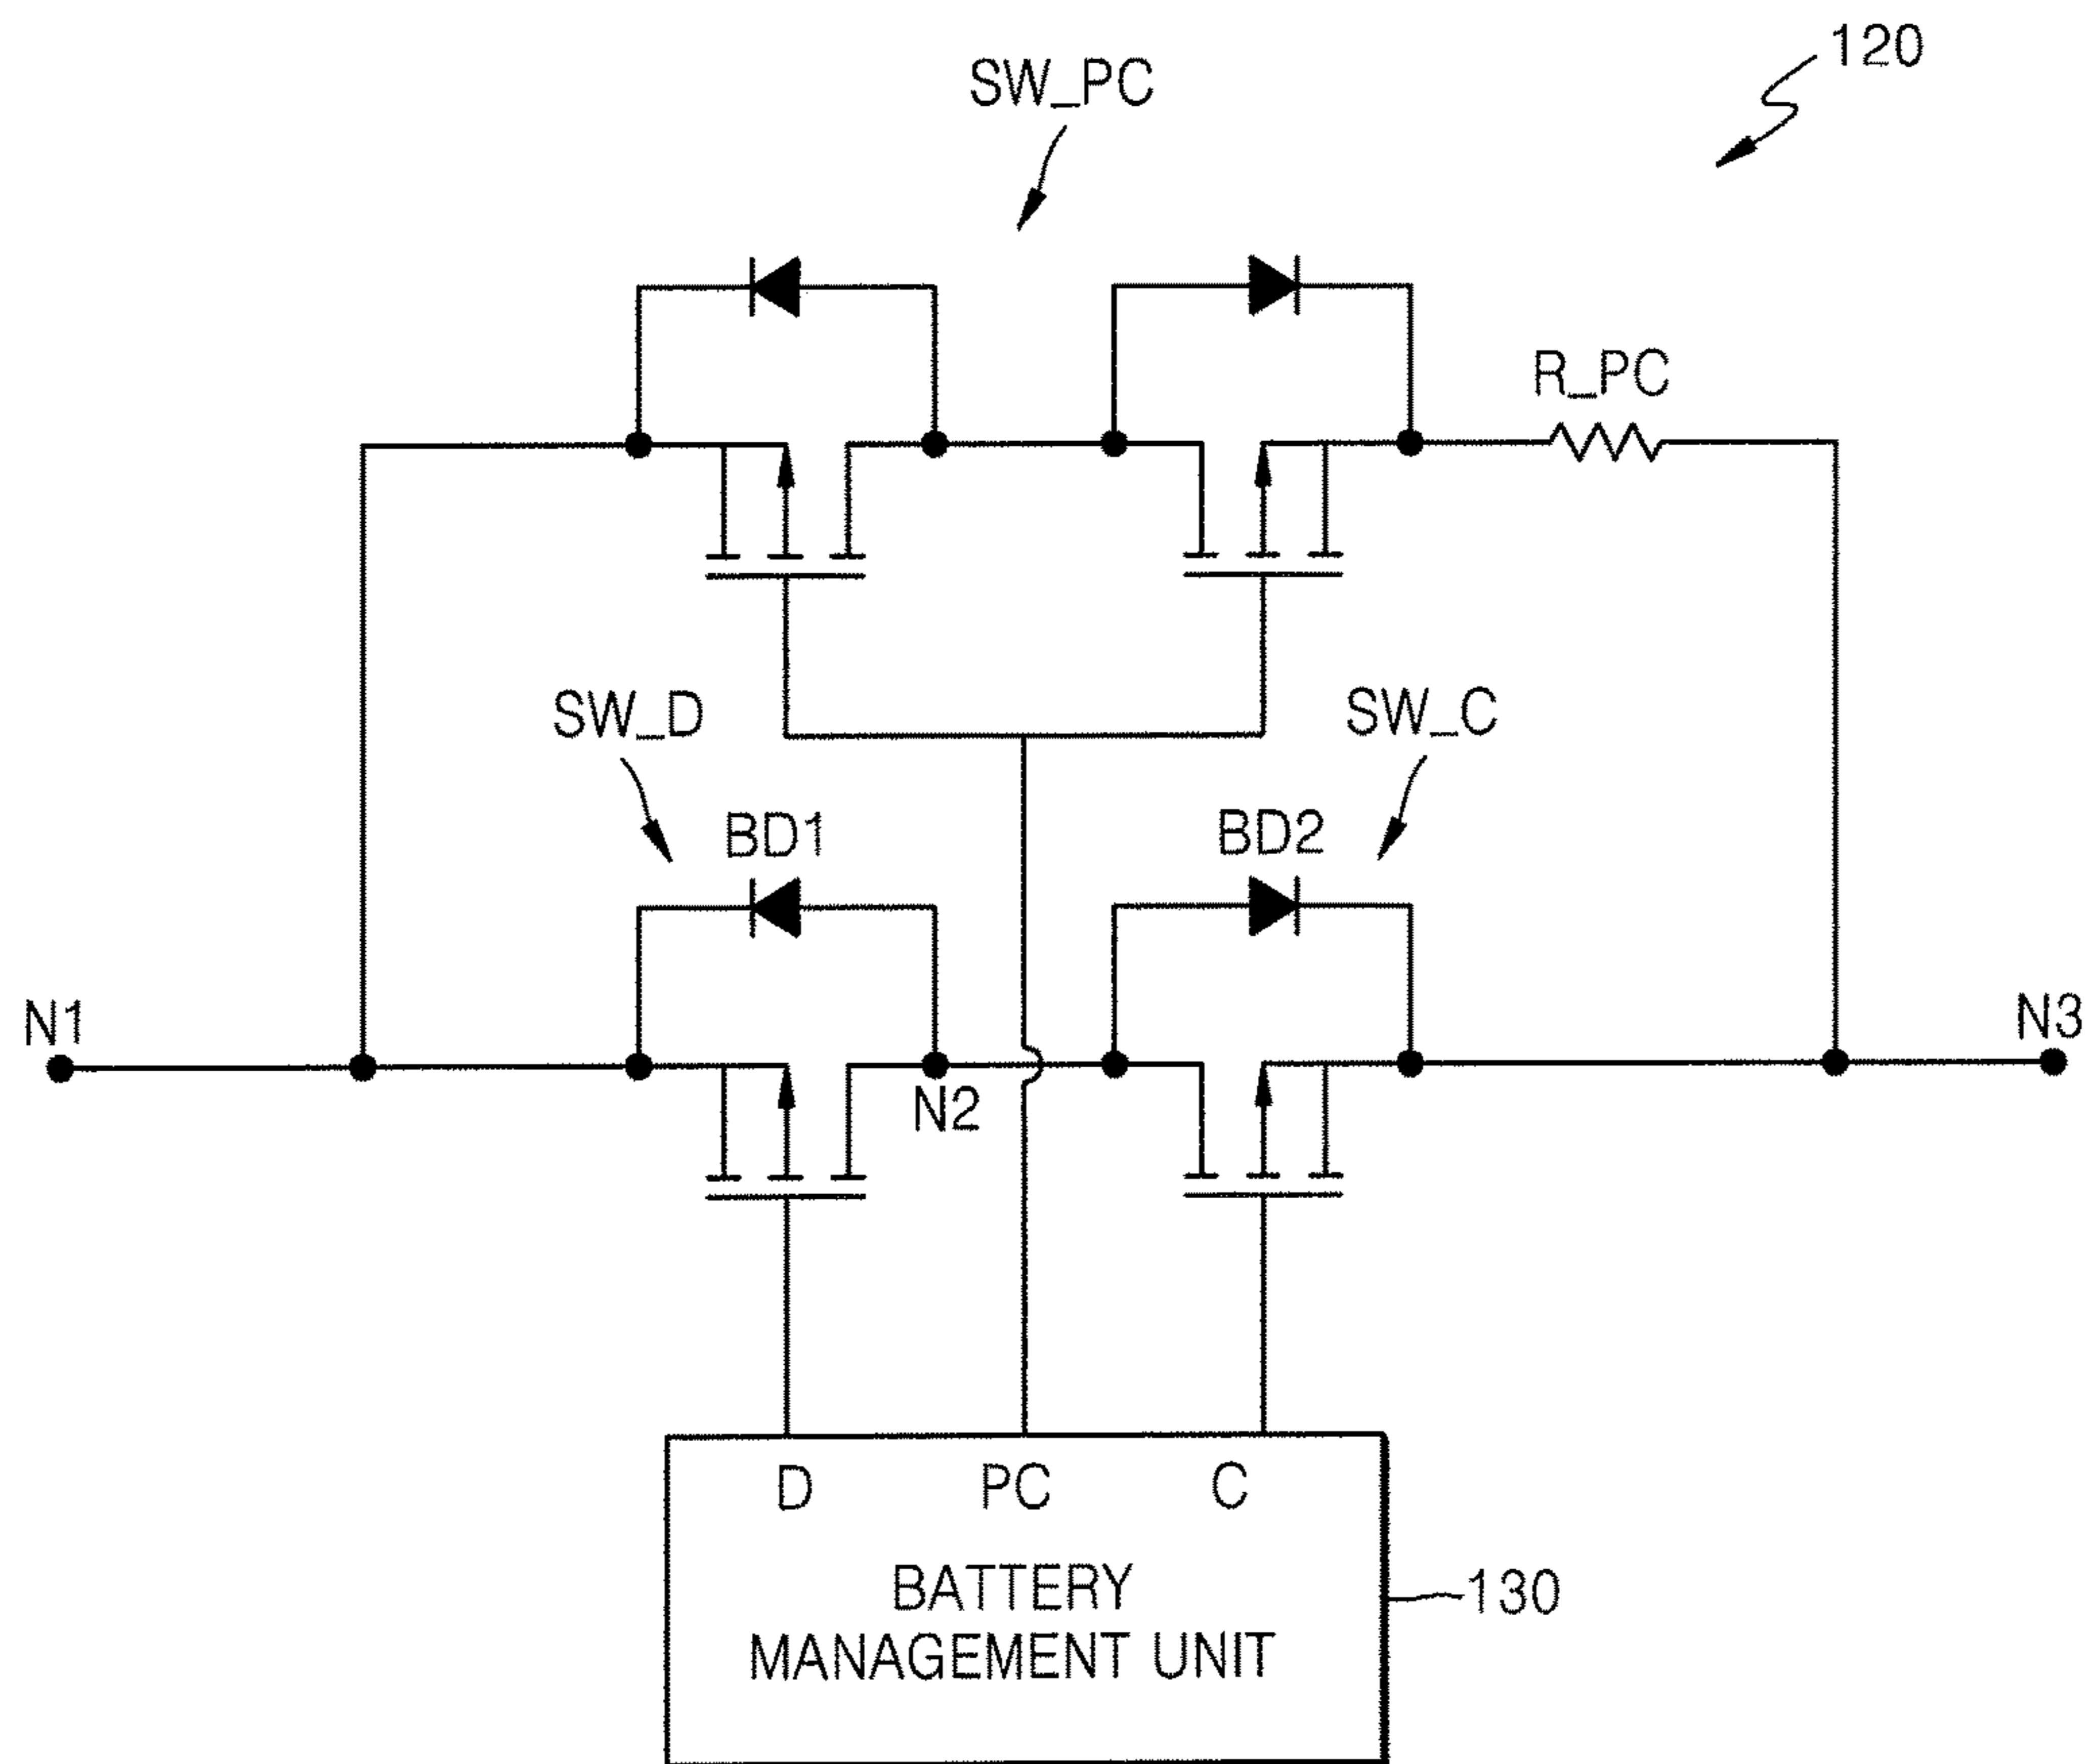 120
SW_PC
R_PC
SW_D
SW_C
BD1
BD2
N1
N3
N2
D
PC
C
BATTERY
MANAGEMENT UNIT
130